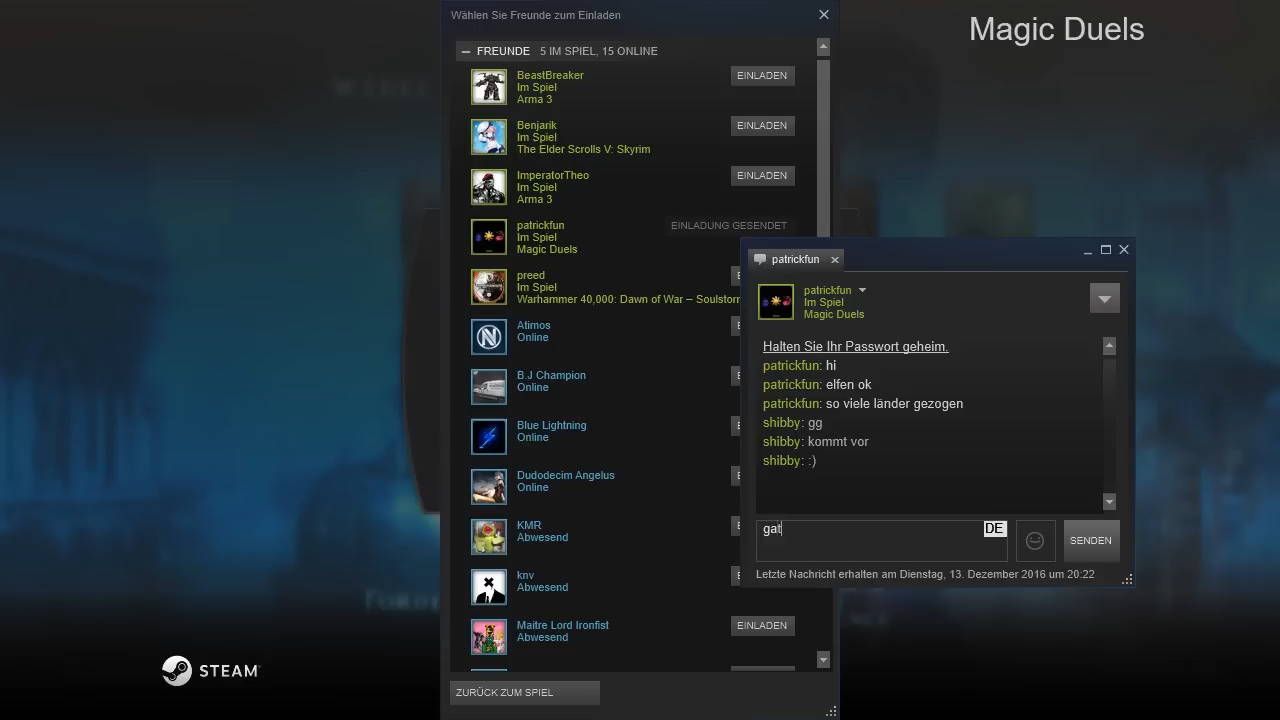 Wählen Sie Freunde zum Einladen
Magic Duels
FREUNDE 5 IM SPIEL, 15 ONLINE
BeastBreaker
Im Spiel
Arma 3
EINLADEN
Benjarik
Im Spiel
The Elder Scrolls V: Skyrim
EINLADEN
ImperatorTheo
Im Spiel
Arma 3
EINLADEN
patrickfun
Im Spiel
Magic Duels
EINLADUNG GESENDET
preed
Im Spiel
Warhammer 40,000: Dawn of War – Soulstorm
Atimos
Online
B.J Champion
Online
Blue Lightning
Online
Dudodecim Angelus
Online
KMR
Abwesend
knv
Abwesend
Maitre Lord Ironfist
Abwesend
EINLADEN
ZURÜCK ZUM SPIEL
patrickfun
patrickfun
Im Spiel
Magic Duels
Halten Sie Ihr Passwort geheim.
patrickfun: hi
patrickfun: elfen ok
patrickfun: so viele länder gezogen
shibby: gg
shibby: kommt vor
shibby: :)
gat
DE
SENDEN
Letzte Nachricht erhalten am Dienstag, 13. Dezember 2016 um 20:22
STEAM